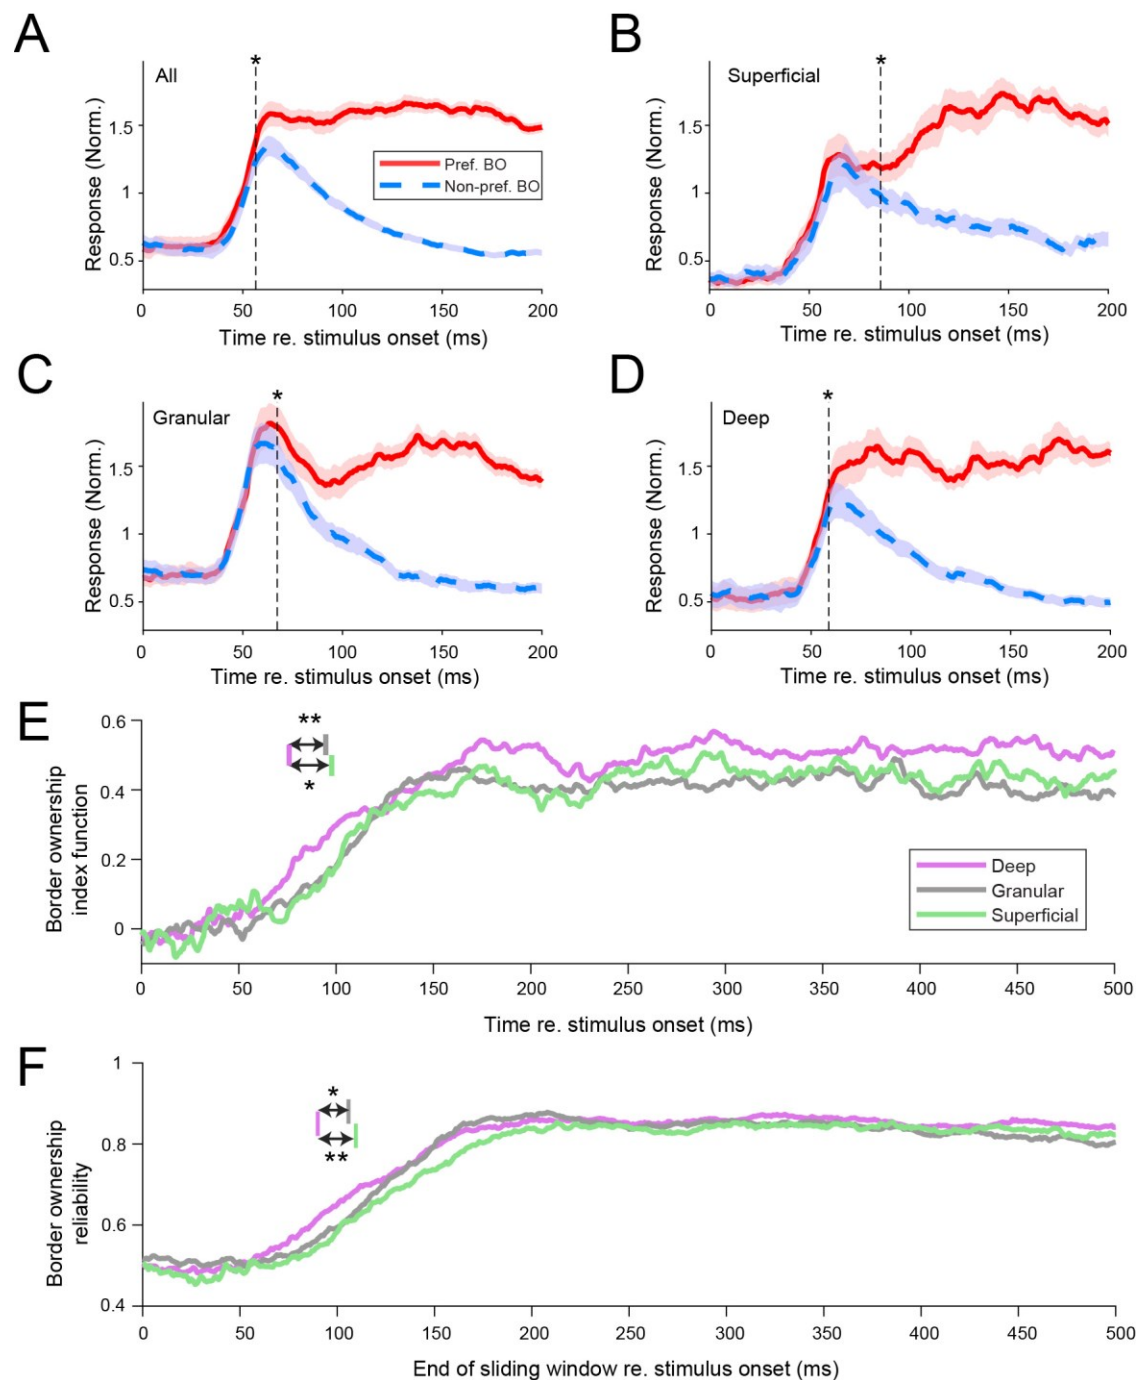 A
B
*
*
All
Superficial
Response (Norm.)
1.5
1
0.5
Pref. BO
Non-pref. BO
0 50 100 150 200
Time re. stimulus onset (ms)
Response (Norm.)
1.5
1
0.5
0 50 100 150 200
Time re. stimulus onset (ms)
C
D
*
*
Granular
Deep
Response (Norm.)
1.5
1
0.5
0 50 100 150 200
Time re. stimulus onset (ms)
Response (Norm.)
1.5
1
0.5
0 50 100 150 200
Time re. stimulus onset (ms)
E
Border ownership
index function
0.6
0.4
0.2
0
**
*
Deep
Granular
Superficial
0 50 100 150 200 250 300 350 400 450 500
Time re. stimulus onset (ms)
F
Border ownership
reliability
1
0.8
0.6
0.4
*
**
0 50 100 150 200 250 300 350 400 450 500
End of sliding window re. stimulus onset (ms)